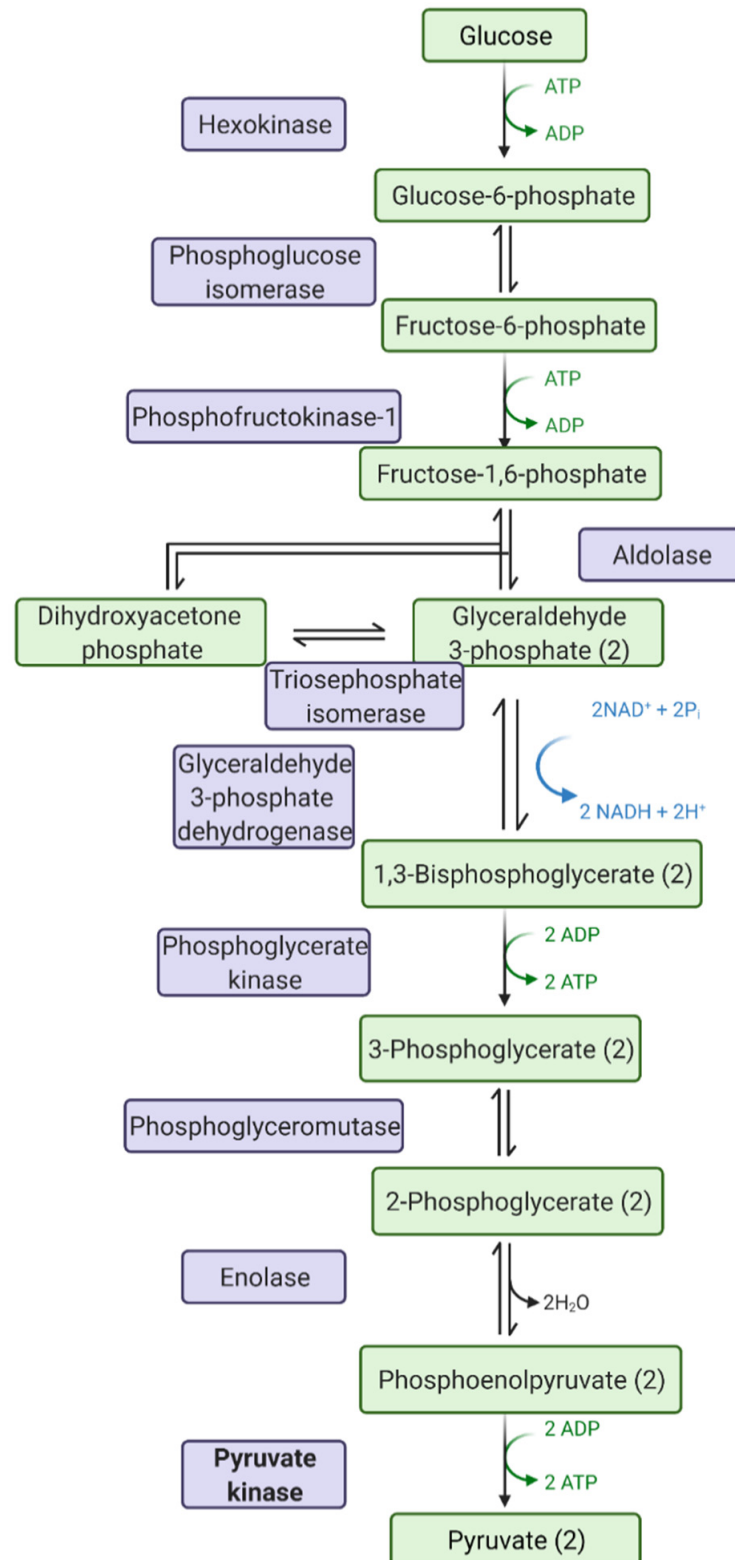 Glucose
ATP
Hexokinase
ADP
Glucose-6-phosphate
Phosphoglucose
isomerase
Fructose-6-phosphate
ATP
Phosphofructokinase-1
ADP
Fructose-1,6-phosphate
Aldolase
Dihydroxyacetone
phosphate
Glyceraldehyde
3-phosphate (2)
Triosephosphate
isomerase
2NAD⁺ + 2Pᵢ
Glyceraldehyde
3-phosphate
dehydrogenase
2 NADH + 2H⁺
1,3-Bisphosphoglycerate (2)
2 ADP
Phosphoglycerate
kinase
2 ATP
3-Phosphoglycerate (2)
Phosphoglyceromutase
2-Phosphoglycerate (2)
Enolase
2H₂O
Phosphoenolpyruvate (2)
2 ADP
Pyruvate
kinase
2 ATP
Pyruvate (2)